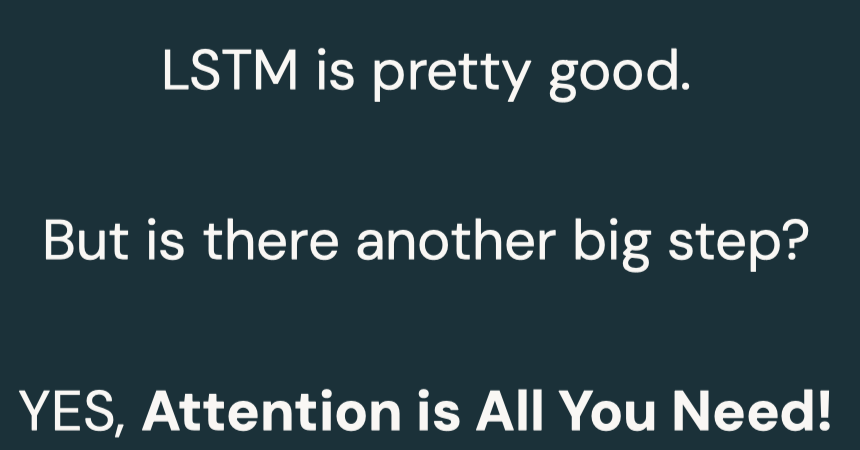 LSTM is pretty good.
But is there another big step?
YES, Attention is All You Need!